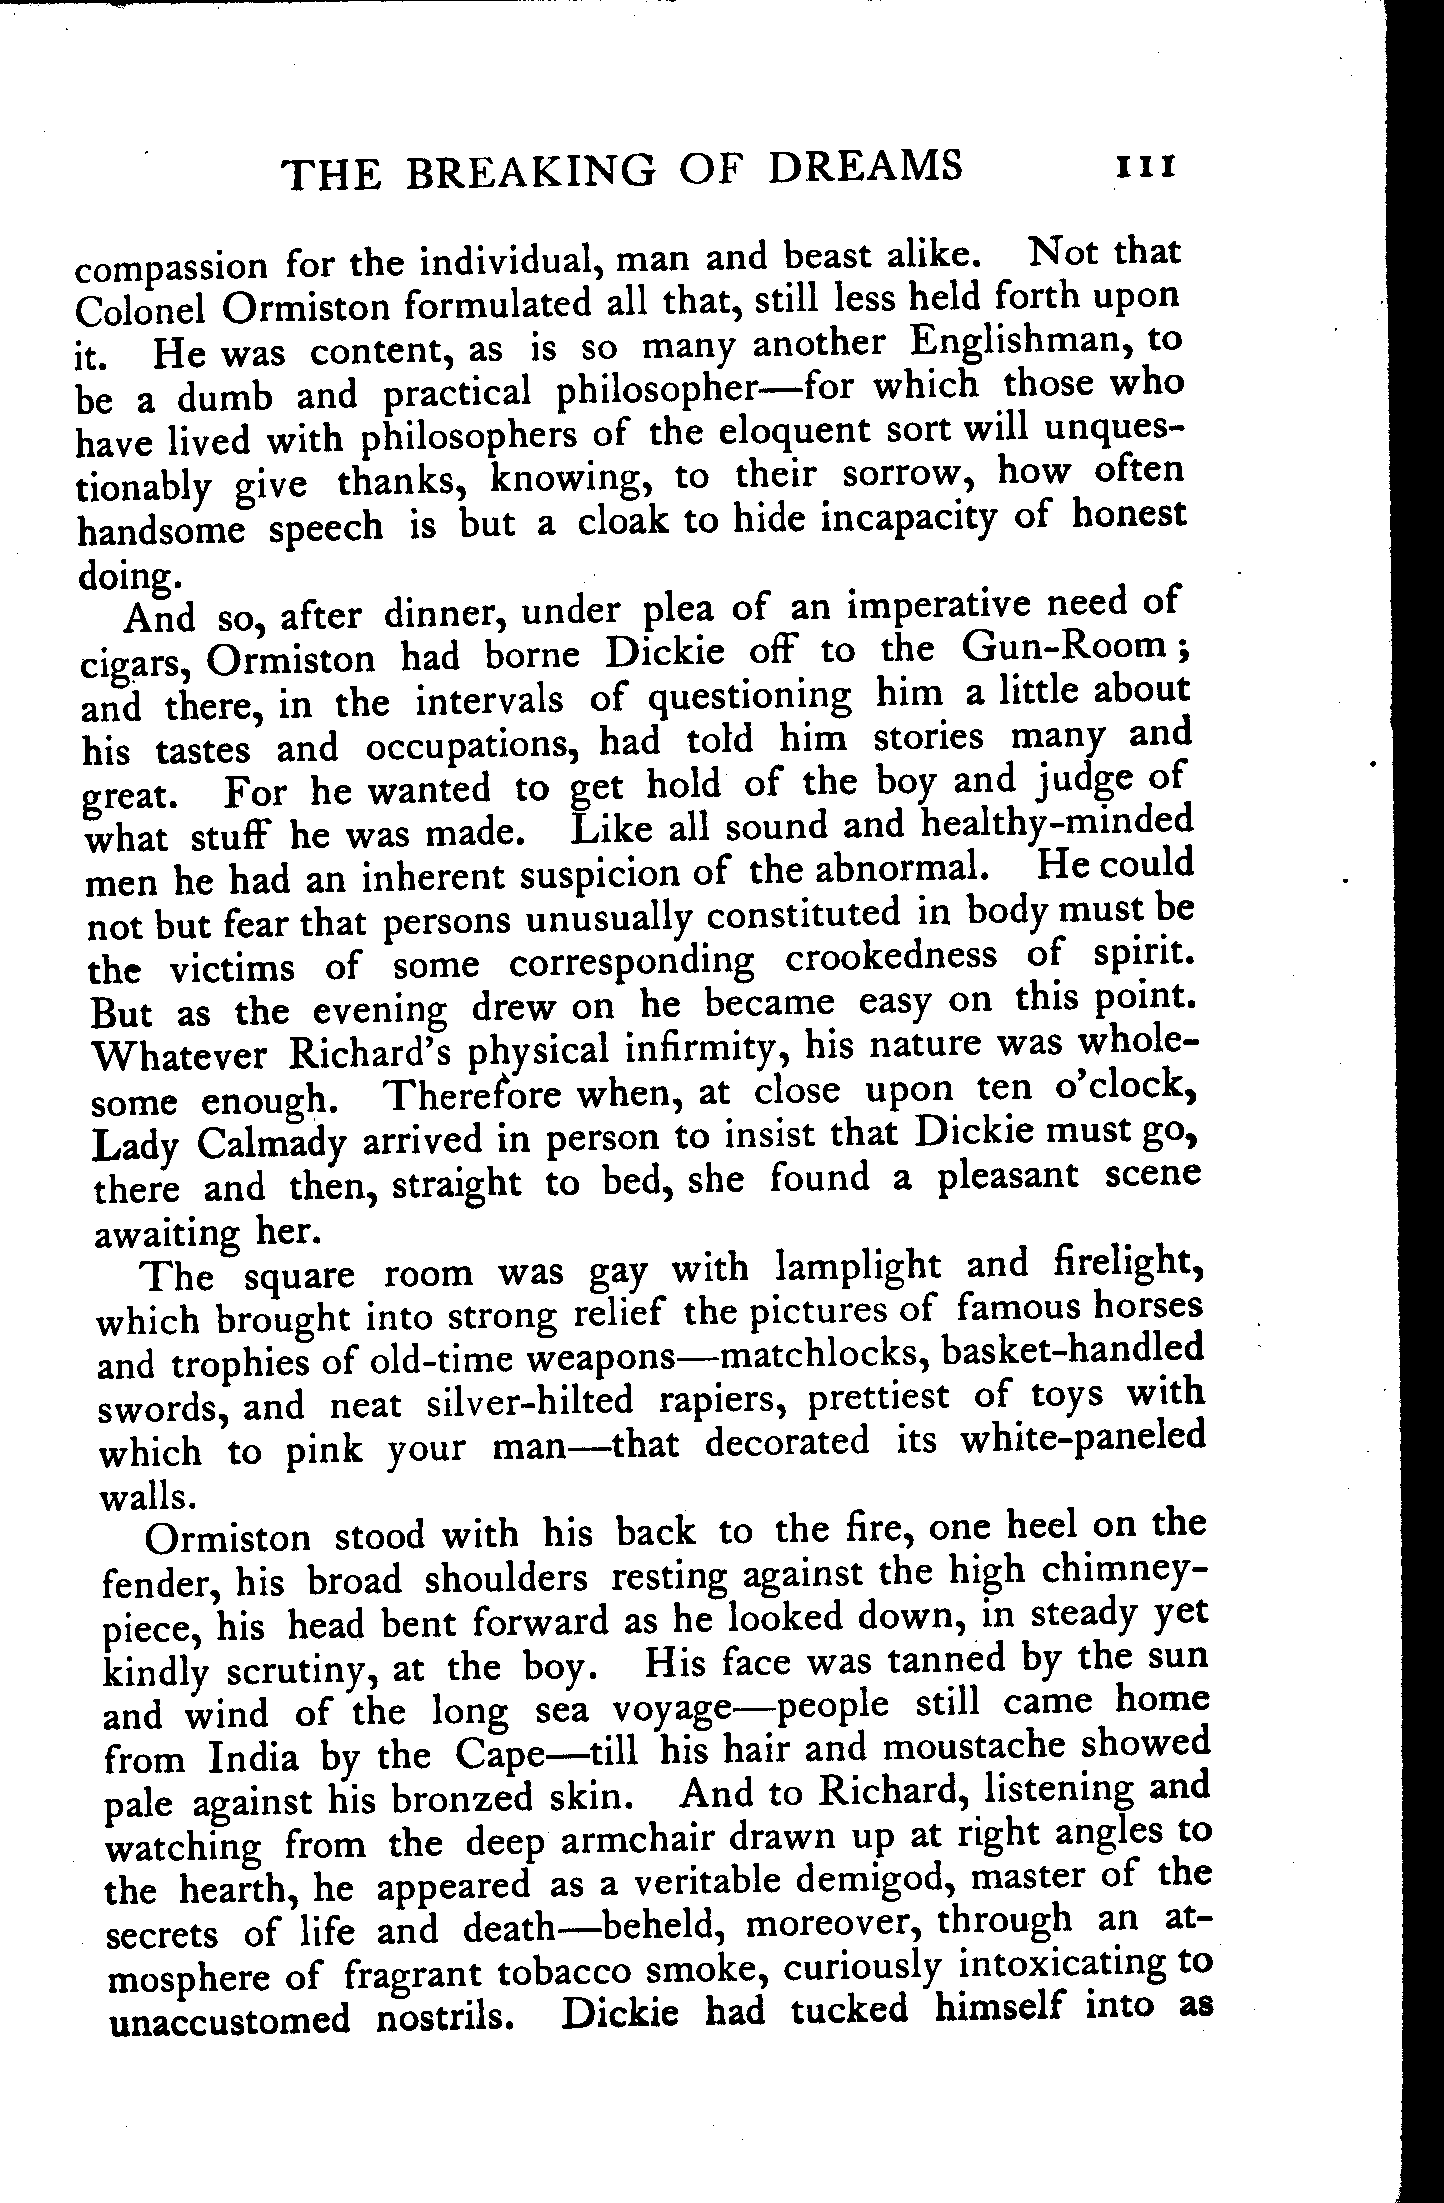 THE BREAKING OF DREAMS 111
compassion for the individual, man and beast alike. Not that
Colonel Ormiston formulated all that, still less held forth upon
it. He was content, as is so many another Englishman, to
be a dumb and practical philosopher—for which those who
have lived with philosophers of the eloquent sort will unques-
tionably give thanks, knowing, to their sorrow, how often
handsome speech is but a cloak to hide incapacity of honest
doing.
And so, after dinner, under plea of an imperative need of
cigars, Ormiston had borne Dickie off to the Gun-Room;
and there, in the intervals of questioning him a little about
his tastes and occupations, had told him stories many and
great. For he wanted to get hold of the boy and judge of
what stuff he was made. Like all sound and healthy-minded
men he had an inherent suspicion of the abnormal. He could
not but fear that persons unusually constituted in body must be
the victims of some corresponding crookedness of spirit.
But as the evening drew on he became easy on this point.
Whatever Richard's physical infirmity, his nature was whole-
some enough. Therefore when, at close upon ten o'clock,
Lady Calmady arrived in person to insist that Dickie must go,
there and then, straight to bed, she found a pleasant scene
awaiting her.
The square room was gay with lamplight and firelight,
which brought into strong relief the pictures of famous horses
and trophies of old-time weapons—matchlocks, basket-handled
swords, and neat silver-hilted rapiers, prettiest of toys with
which to pink your man—that decorated its white-paneled
walls.
Ormiston stood with his back to the fire, one heel on the
fender, his broad shoulders resting against the high chimney-
piece, his head bent forward as he looked down, in steady yet
kindly scrutiny, at the boy. His face was tanned by the sun
and wind of the long sea voyage—people still came home
from India by the Cape—till his hair and moustache showed
pale against his bronzed skin. And to Richard, listening and
watching from the deep armchair drawn up at right angles to
the hearth, he appeared as a veritable demigod, master of the
secrets of life and death—beheld, moreover, through an at-
mosphere of fragrant tobacco smoke, curiously intoxicating to
unaccustomed nostrils. Dickie had tucked himself into as